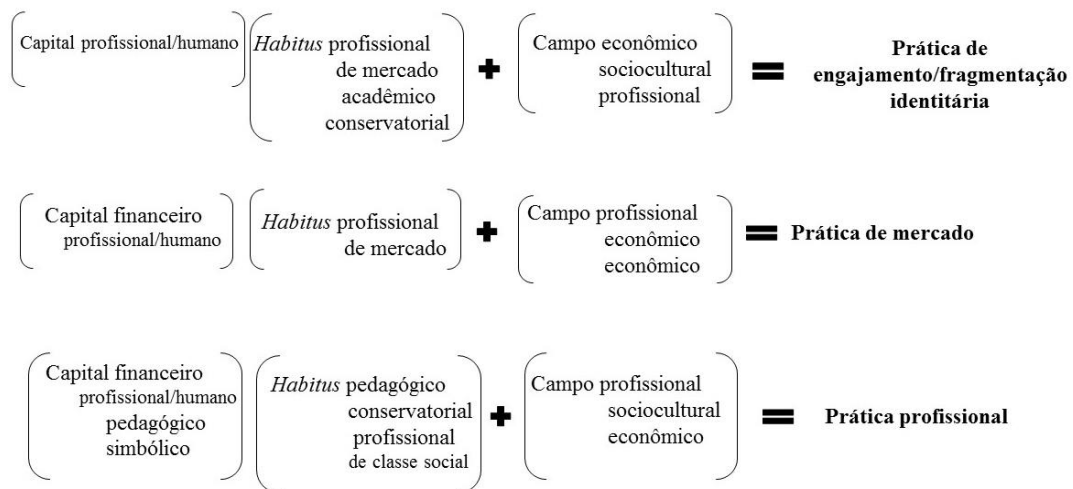 Capital profissional/humano
Habitus profissional
de mercado
acadêmico
conservatorial
+
Campo econômico
sociocultural
profissional
=
Prática de
engajamento/fragmentação
identitária
Capital financeiro
profissional/humano
Habitus profissional
de mercado
+
Campo profissional
econômico
econômico
=
Prática de mercado
Capital financeiro
profissional/humano
pedagógico
simbólico
Habitus pedagógico
conservatorial
profissional
de classe social
+
Campo profissional
sociocultural
econômico
=
Prática profissional